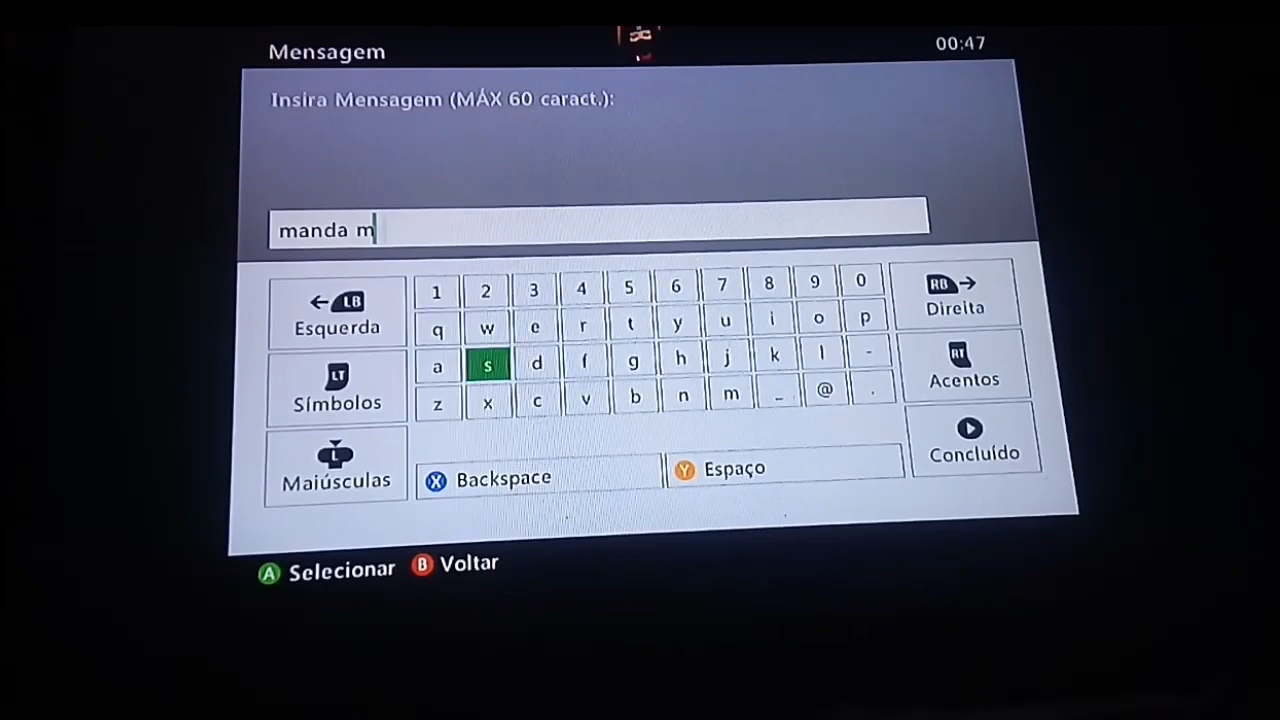 Mensagem
00:47
Insira Mensagem (MÁX 60 caract.):
manda m
LB
Esquerda
1 2 3 4 5 6 7 8 9 0
q w e r t y u i o p
a s d f g h j k l -
z x c v b n m _ @ .
RB
Direita
LT
Símbolos
RT
Acentos
L
Maiúsculas
X Backspace
Y Espaço
Concluído
A Selecionar B Voltar